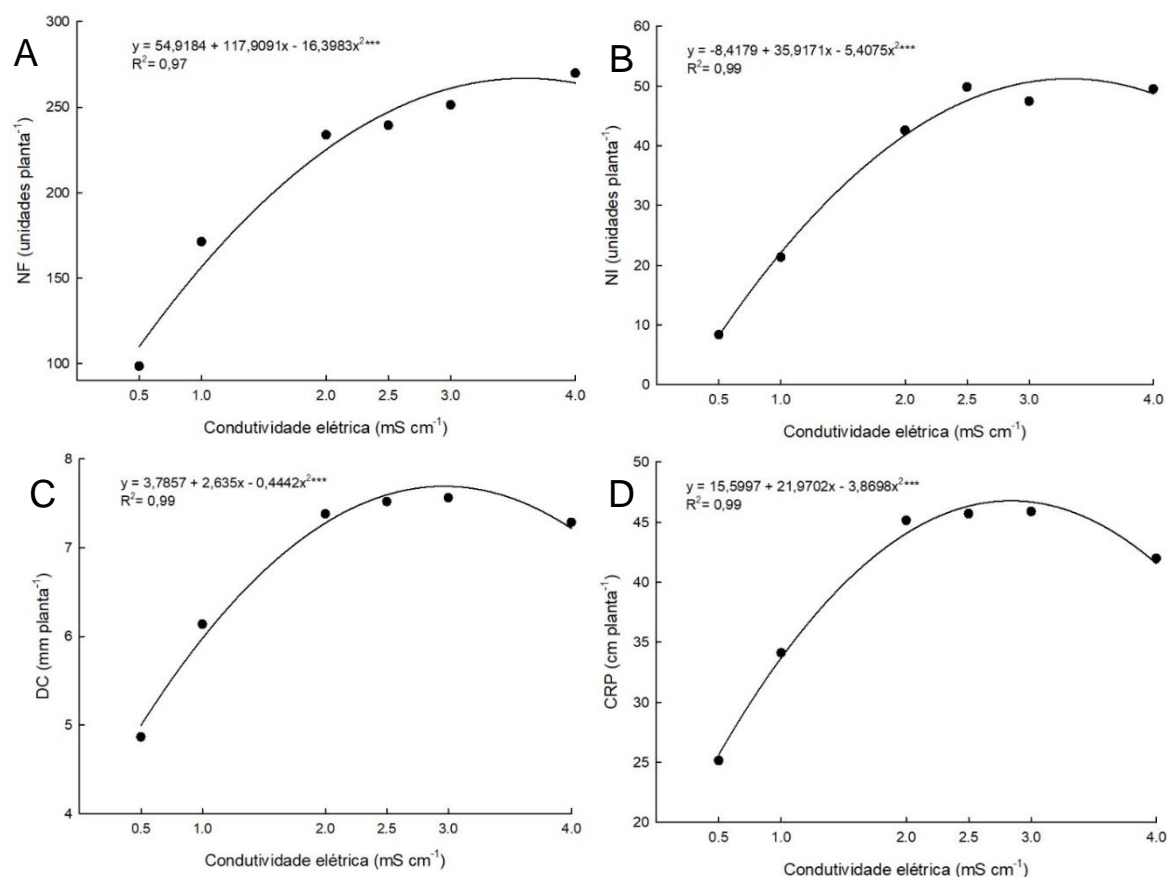 A
y = 54,9184 + 117,9091x - 16,3983x²***
R²= 0,97
NF (unidades planta⁻¹)
300
250
200
150
100
0.5 1.0 2.0 2.5 3.0 4.0
Condutividade elétrica (mS cm⁻¹)
B
y = -8,4179 + 35,9171x - 5,4075x²***
R²= 0,99
NI (unidades planta⁻¹)
60
50
40
30
20
10
0
0.5 1.0 2.0 2.5 3.0 4.0
Condutividade elétrica (mS cm⁻¹)
C
y = 3,7857 + 2,635x - 0,4442x²***
R²= 0,99
DC (mm planta⁻¹)
8
7
6
5
4
0.5 1.0 2.0 2.5 3.0 4.0
Condutividade elétrica (mS cm⁻¹)
D
y = 15,5997 + 21,9702x - 3,8698x²***
R²= 0,99
CRP (cm planta⁻¹)
50
45
40
35
30
25
20
0.5 1.0 2.0 2.5 3.0 4.0
Condutividade elétrica (mS cm⁻¹)